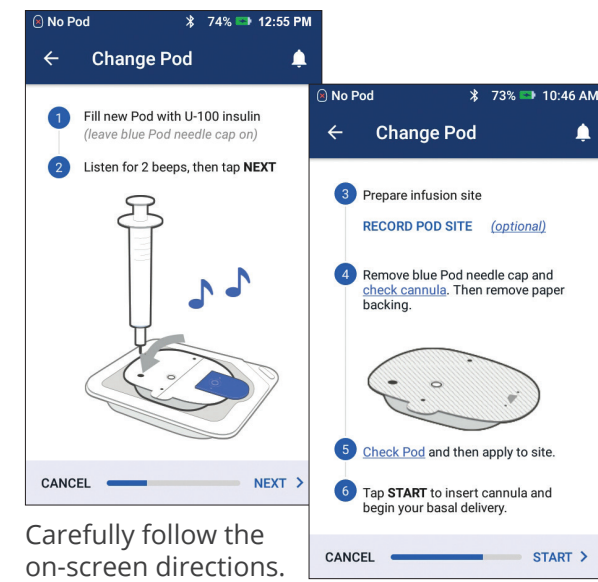 No Pod 74% 12:55 PM
Change Pod
1 Fill new Pod with U-100 insulin
(leave blue Pod needle cap on)
2 Listen for 2 beeps, then tap NEXT
CANCEL NEXT >
Carefully follow the
on-screen directions.
No Pod 73% 10:46 AM
Change Pod
3 Prepare infusion site
RECORD POD SITE (optional)
4 Remove blue Pod needle cap and
check cannula. Then remove paper
backing.
5 Check Pod and then apply to site.
6 Tap START to insert cannula and
begin your basal delivery.
CANCEL START >